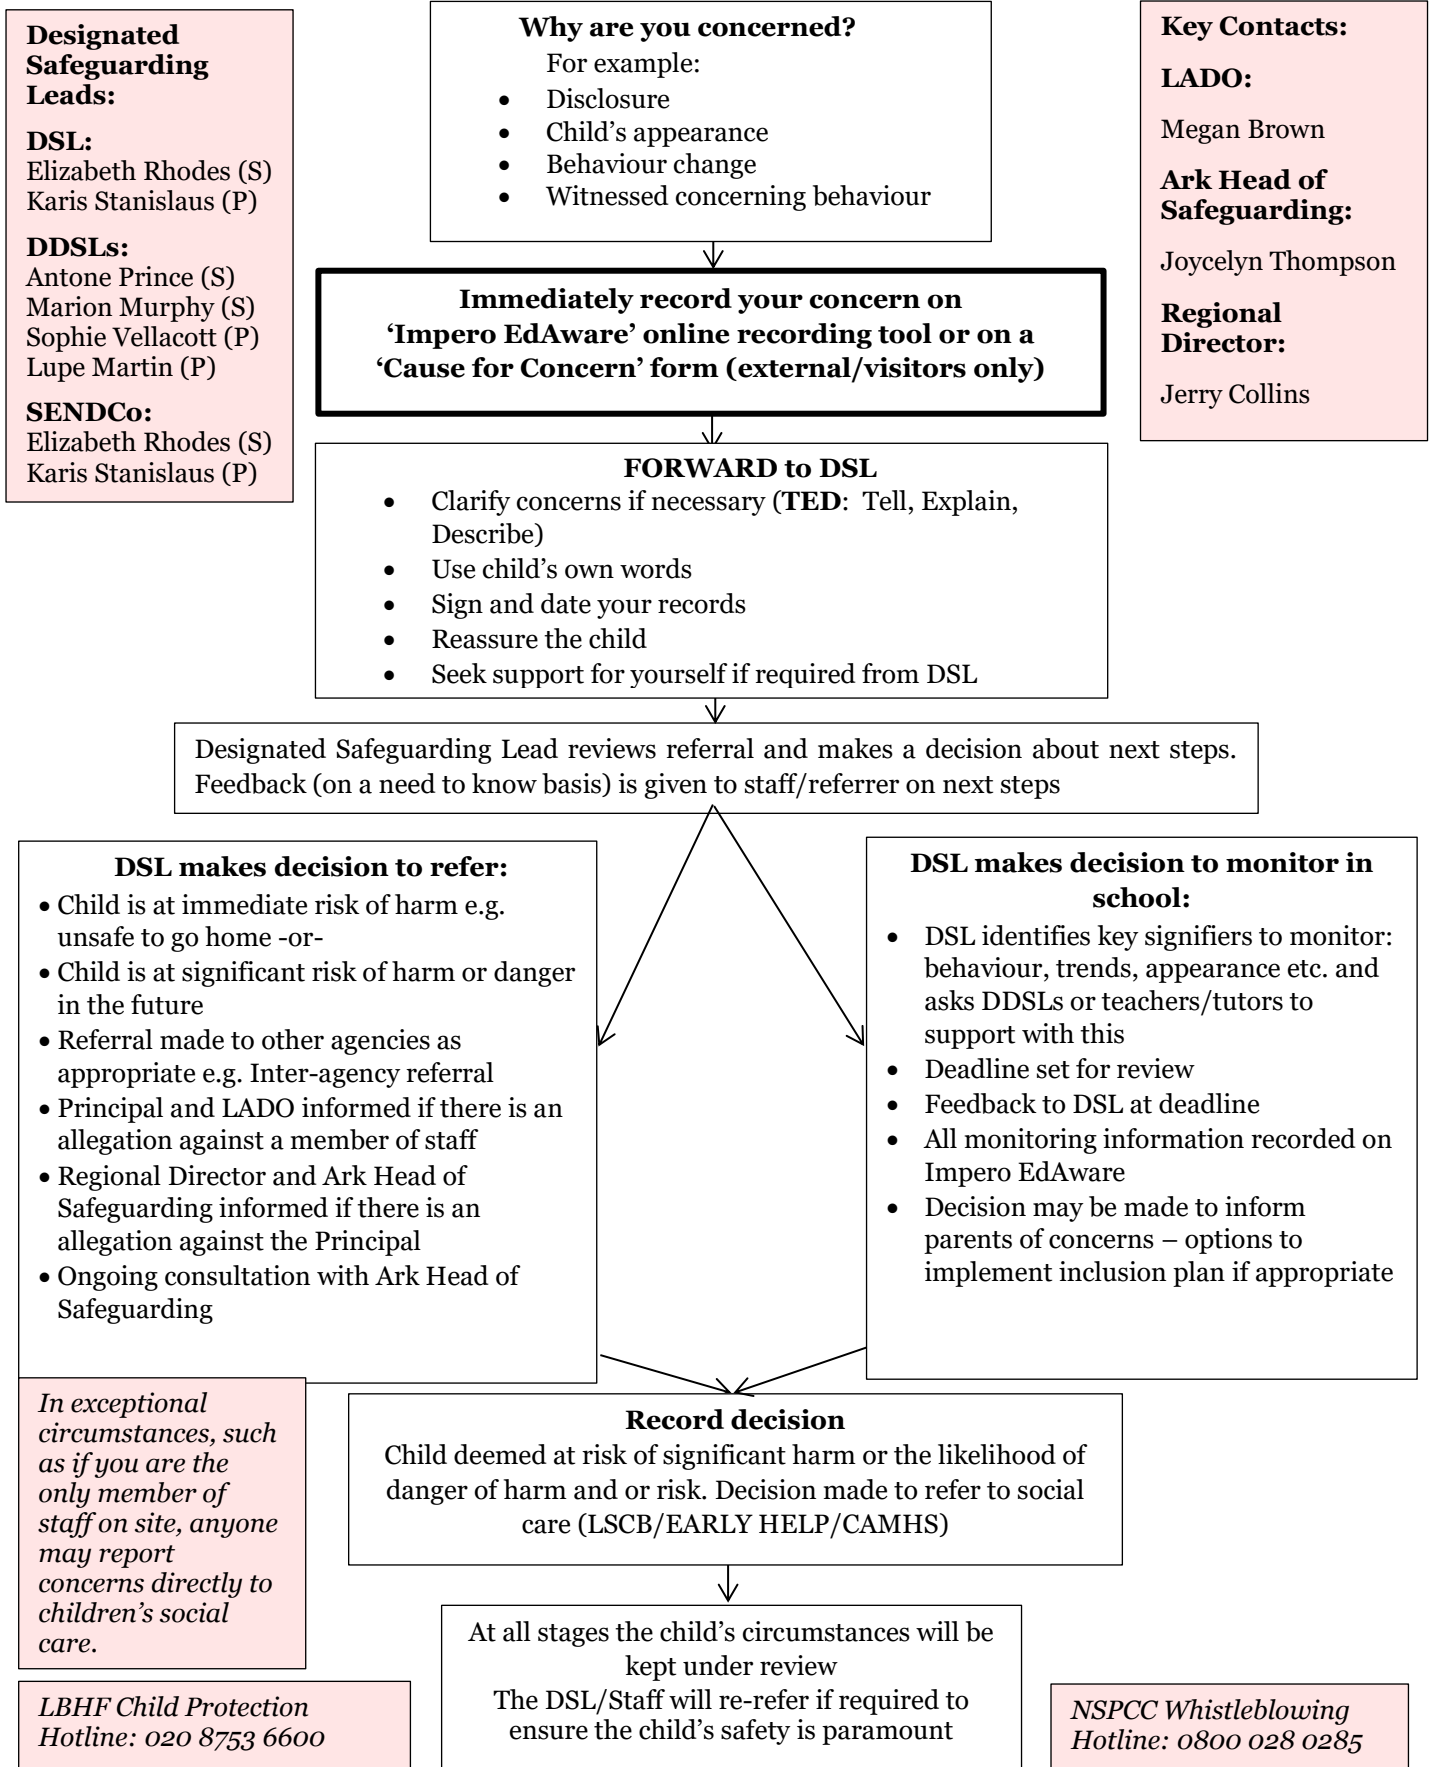 Designated
Safeguarding
Leads:
DSL:
Elizabeth Rhodes (S)
Karis Stanislaus (P)
DDSLs:
Antone Prince (S)
Marion Murphy (S)
Sophie Vellacott (P)
Lupe Martin (P)
SENDCo:
Elizabeth Rhodes (S)
Karis Stanislaus (P)
Why are you concerned?
For example:
• Disclosure
• Child’s appearance
• Behaviour change
• Witnessed concerning behaviour
Key Contacts:
LADO:
Megan Brown
Ark Head of
Safeguarding:
Joycelyn Thompson
Regional
Director:
Jerry Collins
Immediately record your concern on
‘Impero EdAware’ online recording tool or on a
‘Cause for Concern’ form (external/visitors only)
FORWARD to DSL
• Clarify concerns if necessary (TED: Tell, Explain,
Describe)
• Use child’s own words
• Sign and date your records
• Reassure the child
• Seek support for yourself if required from DSL
Designated Safeguarding Lead reviews referral and makes a decision about next steps.
Feedback (on a need to know basis) is given to staff/referrer on next steps
DSL makes decision to refer:
• Child is at immediate risk of harm e.g.
unsafe to go home -or-
• Child is at significant risk of harm or danger
in the future
• Referral made to other agencies as
appropriate e.g. Inter-agency referral
• Principal and LADO informed if there is an
allegation against a member of staff
• Regional Director and Ark Head of
Safeguarding informed if there is an
allegation against the Principal
• Ongoing consultation with Ark Head of
Safeguarding
DSL makes decision to monitor in
school:
• DSL identifies key signifiers to monitor:
behaviour, trends, appearance etc. and
asks DDSLs or teachers/tutors to
support with this
• Deadline set for review
• Feedback to DSL at deadline
• All monitoring information recorded on
Impero EdAware
• Decision may be made to inform
parents of concerns – options to
implement inclusion plan if appropriate
In exceptional
circumstances, such
as if you are the
only member of
staff on site, anyone
may report
concerns directly to
children’s social
care.
Record decision
Child deemed at risk of significant harm or the likelihood of
danger of harm and or risk. Decision made to refer to social
care (LSCB/EARLY HELP/CAMHS)
At all stages the child’s circumstances will be
kept under review
The DSL/Staff will re-refer if required to
ensure the child’s safety is paramount
LBHF Child Protection
Hotline: 020 8753 6600
NSPCC Whistleblowing
Hotline: 0800 028 0285